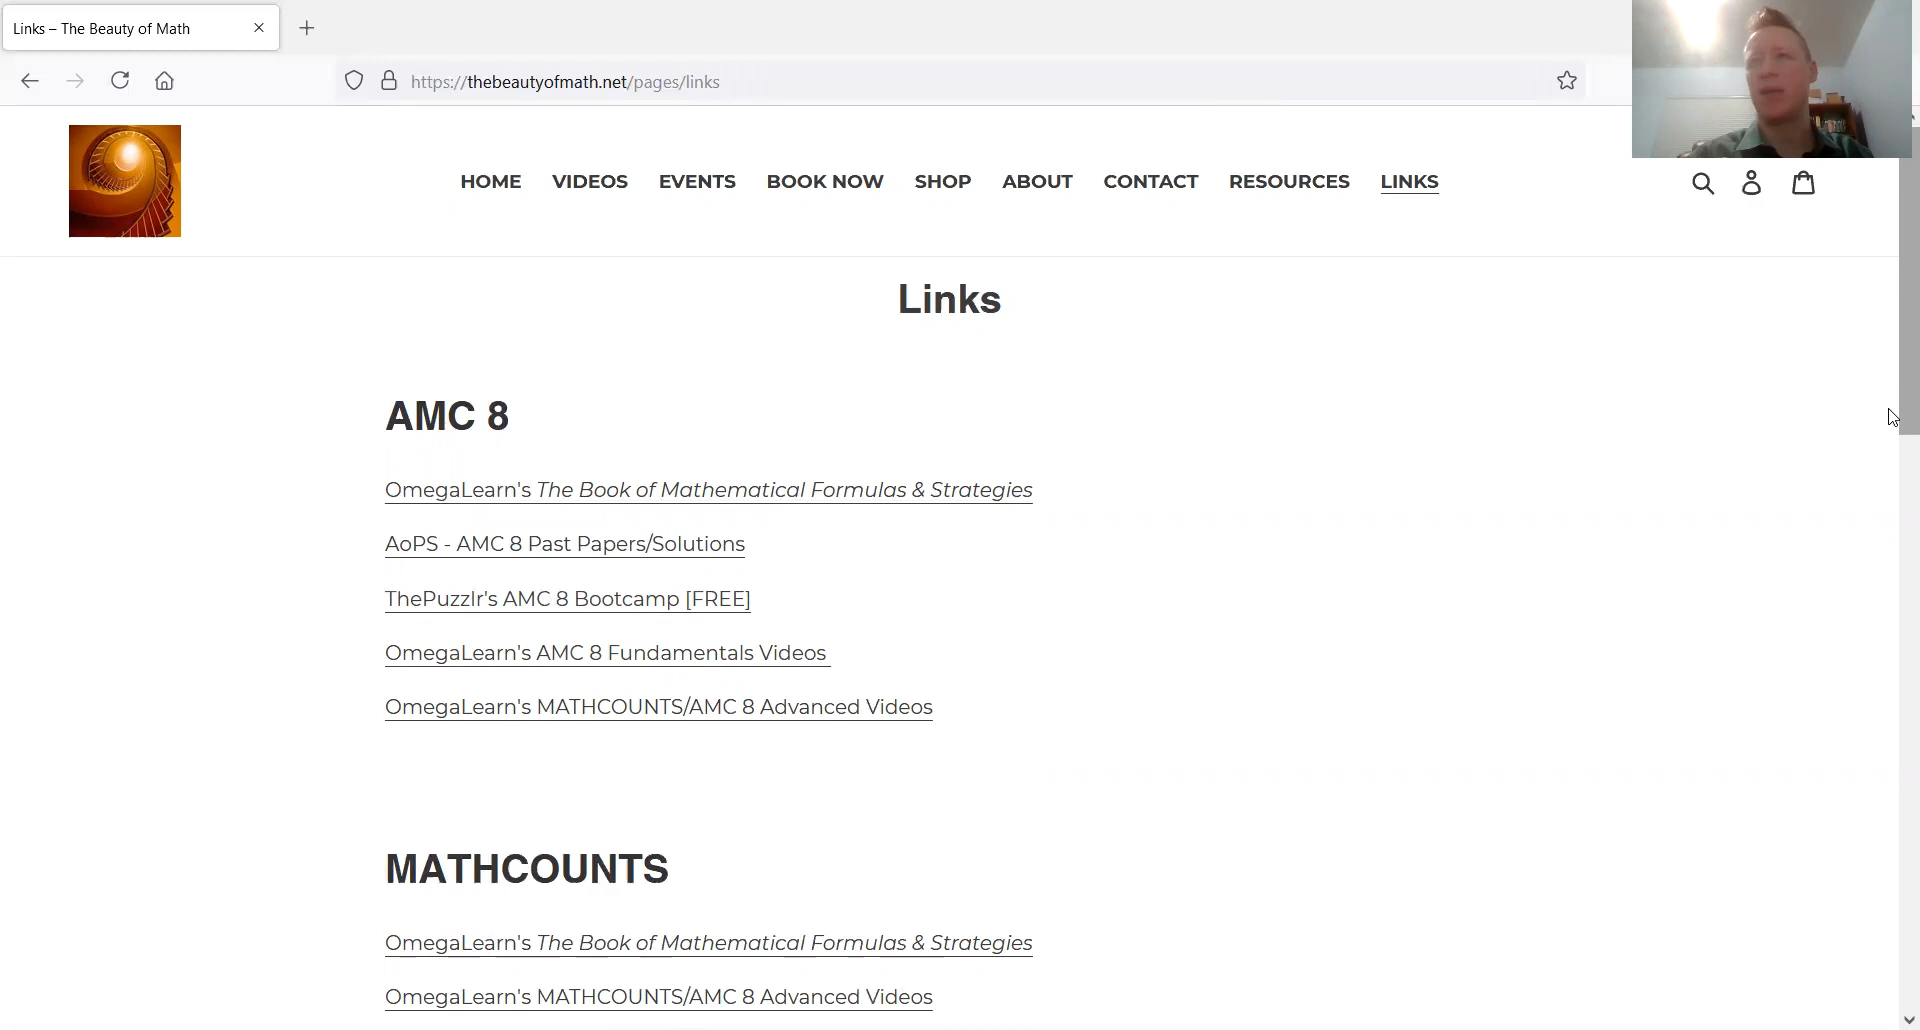 Links – The Beauty of Math
https://thebeautyofmath.net/pages/links
HOME VIDEOS EVENTS BOOK NOW SHOP ABOUT CONTACT RESOURCES LINKS
Links
AMC 8
OmegaLearn's The Book of Mathematical Formulas & Strategies
AoPS - AMC 8 Past Papers/Solutions
ThePuzzlr's AMC 8 Bootcamp [FREE]
OmegaLearn's AMC 8 Fundamentals Videos
OmegaLearn's MATHCOUNTS/AMC 8 Advanced Videos
MATHCOUNTS
OmegaLearn's The Book of Mathematical Formulas & Strategies
OmegaLearn's MATHCOUNTS/AMC 8 Advanced Videos